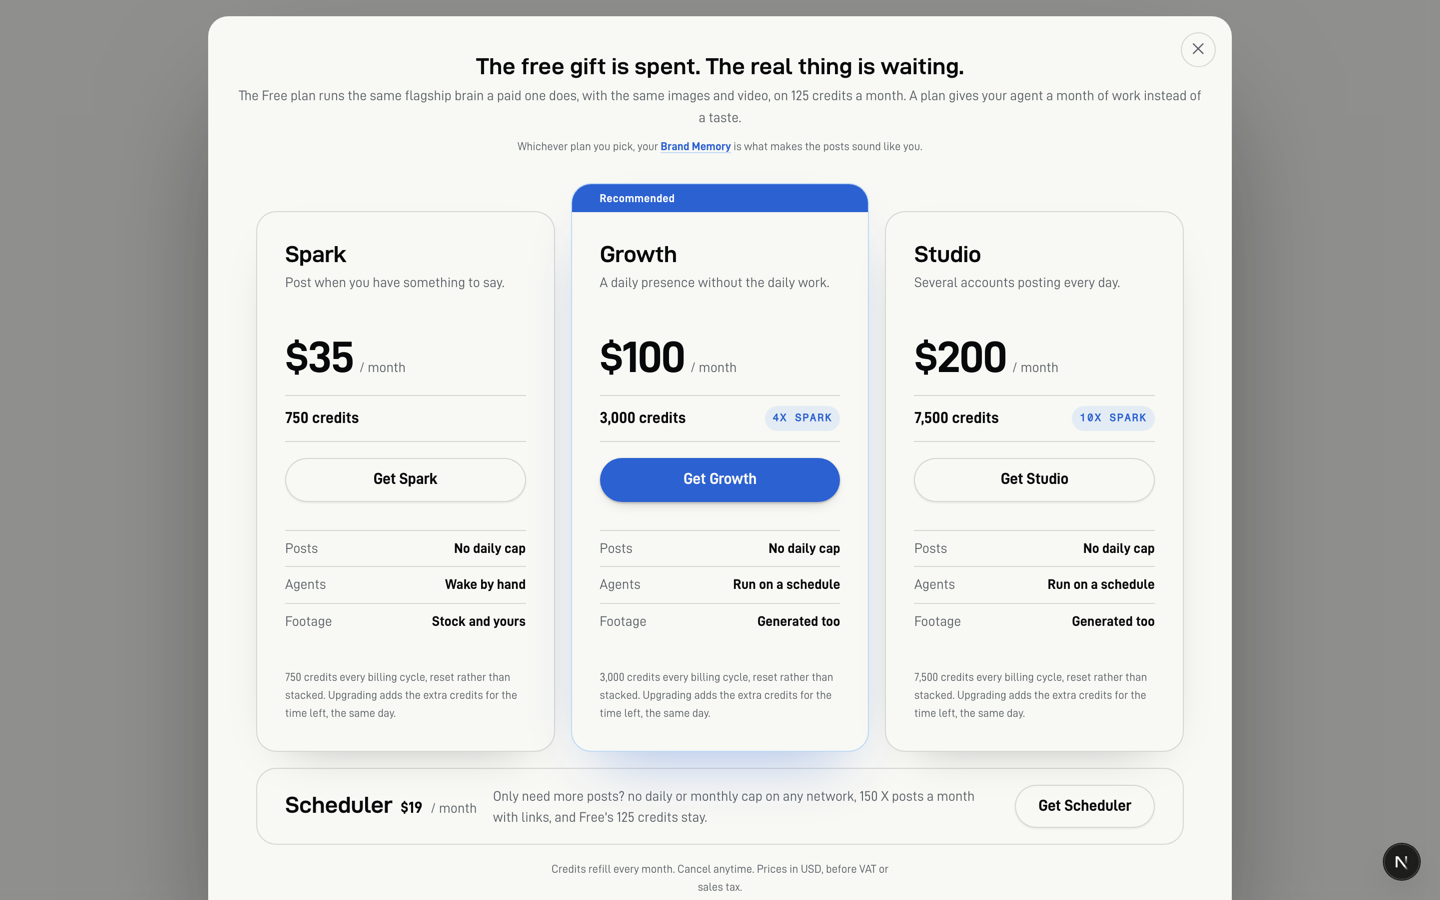 The free gift is spent. The real thing is waiting.
The Free plan runs the same flagship brain a paid one does, with the same images and video, on 125 credits a month. A plan gives your agent a month of work instead of
a taste.
Whichever plan you pick, your Brand Memory is what makes the posts sound like you.
Recommended
Spark
Post when you have something to say.
$35 / month
750 credits
Get Spark
Posts No daily cap
Agents Wake by hand
Footage Stock and yours
750 credits every billing cycle, reset rather than
stacked. Upgrading adds the extra credits for the
time left, the same day.
Growth
A daily presence without the daily work.
$100 / month
3,000 credits 4X SPARK
Get Growth
Posts No daily cap
Agents Run on a schedule
Footage Generated too
3,000 credits every billing cycle, reset rather than
stacked. Upgrading adds the extra credits for the
time left, the same day.
Studio
Several accounts posting every day.
$200 / month
7,500 credits 10X SPARK
Get Studio
Posts No daily cap
Agents Run on a schedule
Footage Generated too
7,500 credits every billing cycle, reset rather than
stacked. Upgrading adds the extra credits for the
time left, the same day.
Scheduler $19 / month
Only need more posts? no daily or monthly cap on any network, 150 X posts a month
with links, and Free's 125 credits stay.
Get Scheduler
Credits refill every month. Cancel anytime. Prices in USD, before VAT or
sales tax.
N